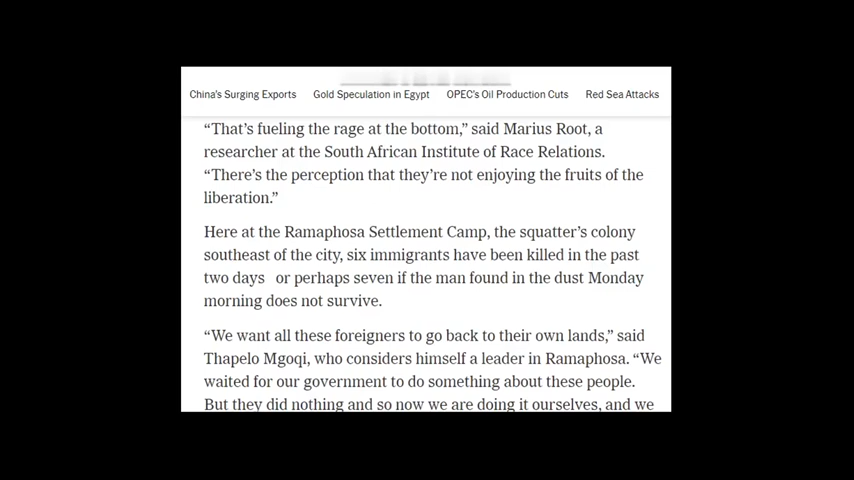 China's Surging Exports Gold Speculation in Egypt OPEC's Oil Production Cuts Red Sea Attacks
“That’s fueling the rage at the bottom,” said Marius Root, a
researcher at the South African Institute of Race Relations.
“There’s the perception that they’re not enjoying the fruits of the
liberation.”
Here at the Ramaphosa Settlement Camp, the squatter’s colony
southeast of the city, six immigrants have been killed in the past
two days or perhaps seven if the man found in the dust Monday
morning does not survive.
“We want all these foreigners to go back to their own lands,” said
Thapelo Mgoqi, who considers himself a leader in Ramaphosa. “We
waited for our government to do something about these people.
But they did nothing and so now we are doing it ourselves, and we